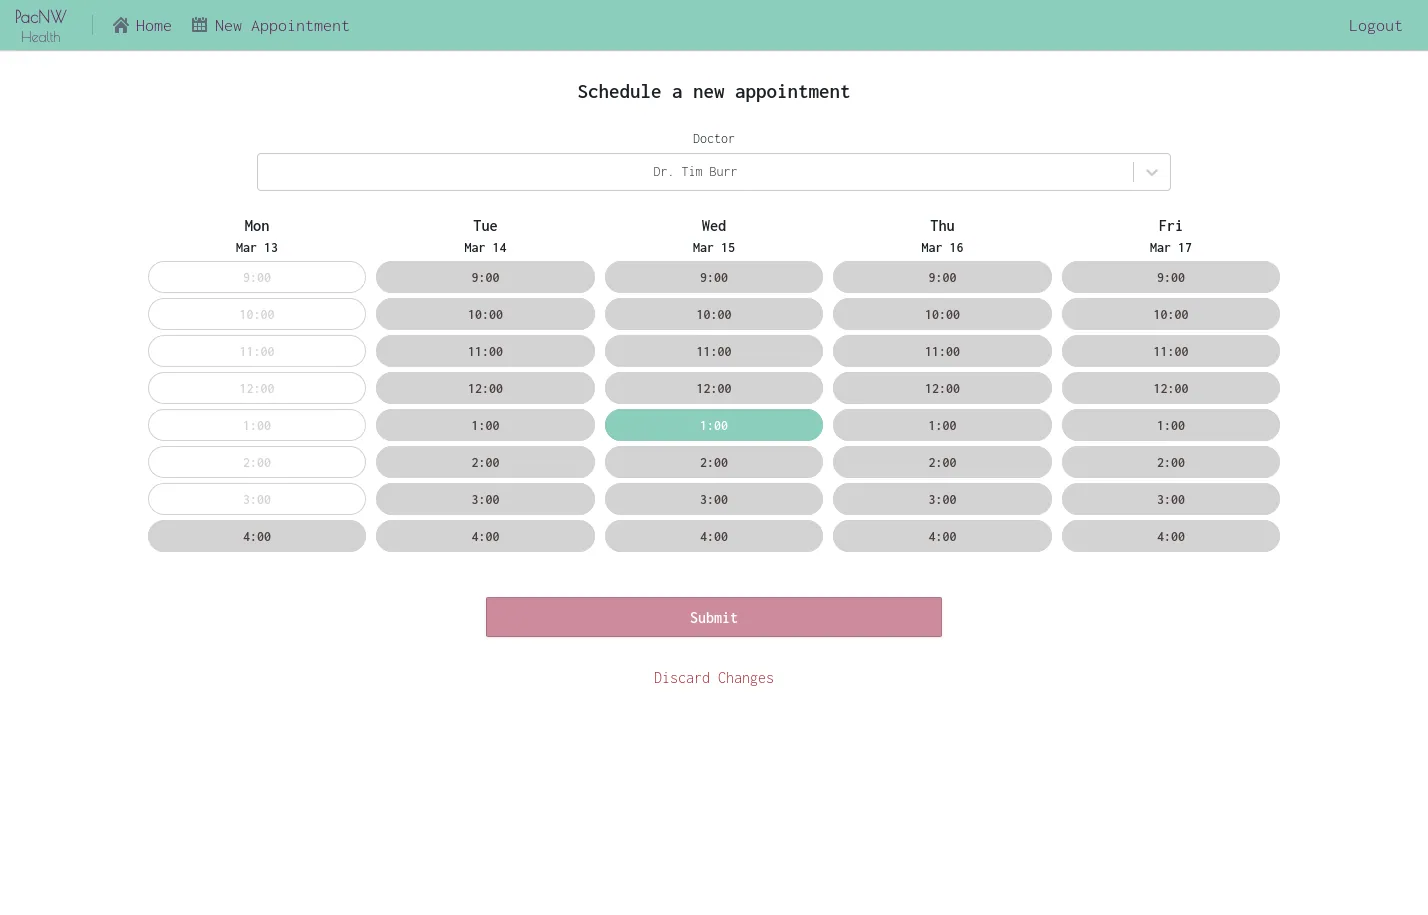 PacNW
Health
Home
New Appointment
Logout
Schedule a new appointment
Doctor
Dr. Tim Burr
Mon Tue Wed Thu Fri
Mar 13 Mar 14 Mar 15 Mar 16 Mar 17
9:00 9:00 9:00 9:00 9:00
10:00 10:00 10:00 10:00 10:00
11:00 11:00 11:00 11:00 11:00
12:00 12:00 12:00 12:00 12:00
1:00 1:00 1:00 1:00 1:00
2:00 2:00 2:00 2:00 2:00
3:00 3:00 3:00 3:00 3:00
4:00 4:00 4:00 4:00 4:00
Submit
Discard Changes